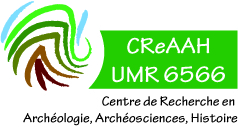 CReAAH
UMR 6566
Centre de Recherche en
Archéologie, Archéosciences, Histoire